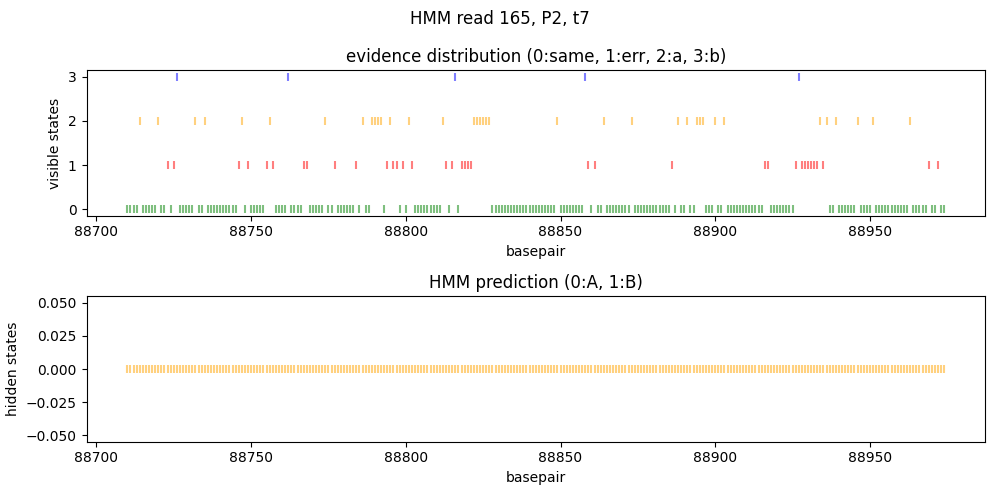 HMM read 165, P2, t7
evidence distribution (0:same, 1:err, 2:a, 3:b)
visible states
3
2
1
0
88700 88750 88800 88850 88900 88950
basepair
HMM prediction (0:A, 1:B)
hidden states
0.050
0.025
0.000
−0.025
−0.050
88700 88750 88800 88850 88900 88950
basepair